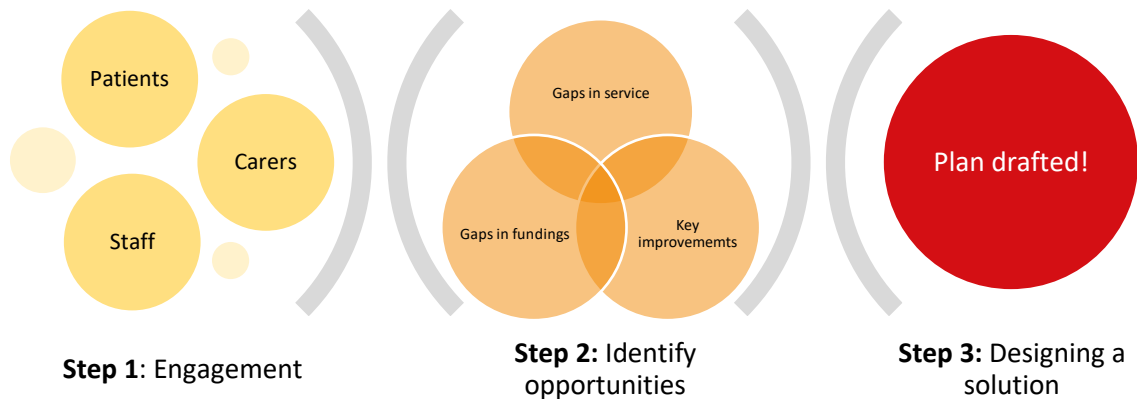 Patients
Carers
Staff
Step 1: Engagement
Gaps in service
Gaps in fundings
Key
improvememts
Step 2: Identify
opportunities
Plan drafted!
Step 3: Designing a
solution